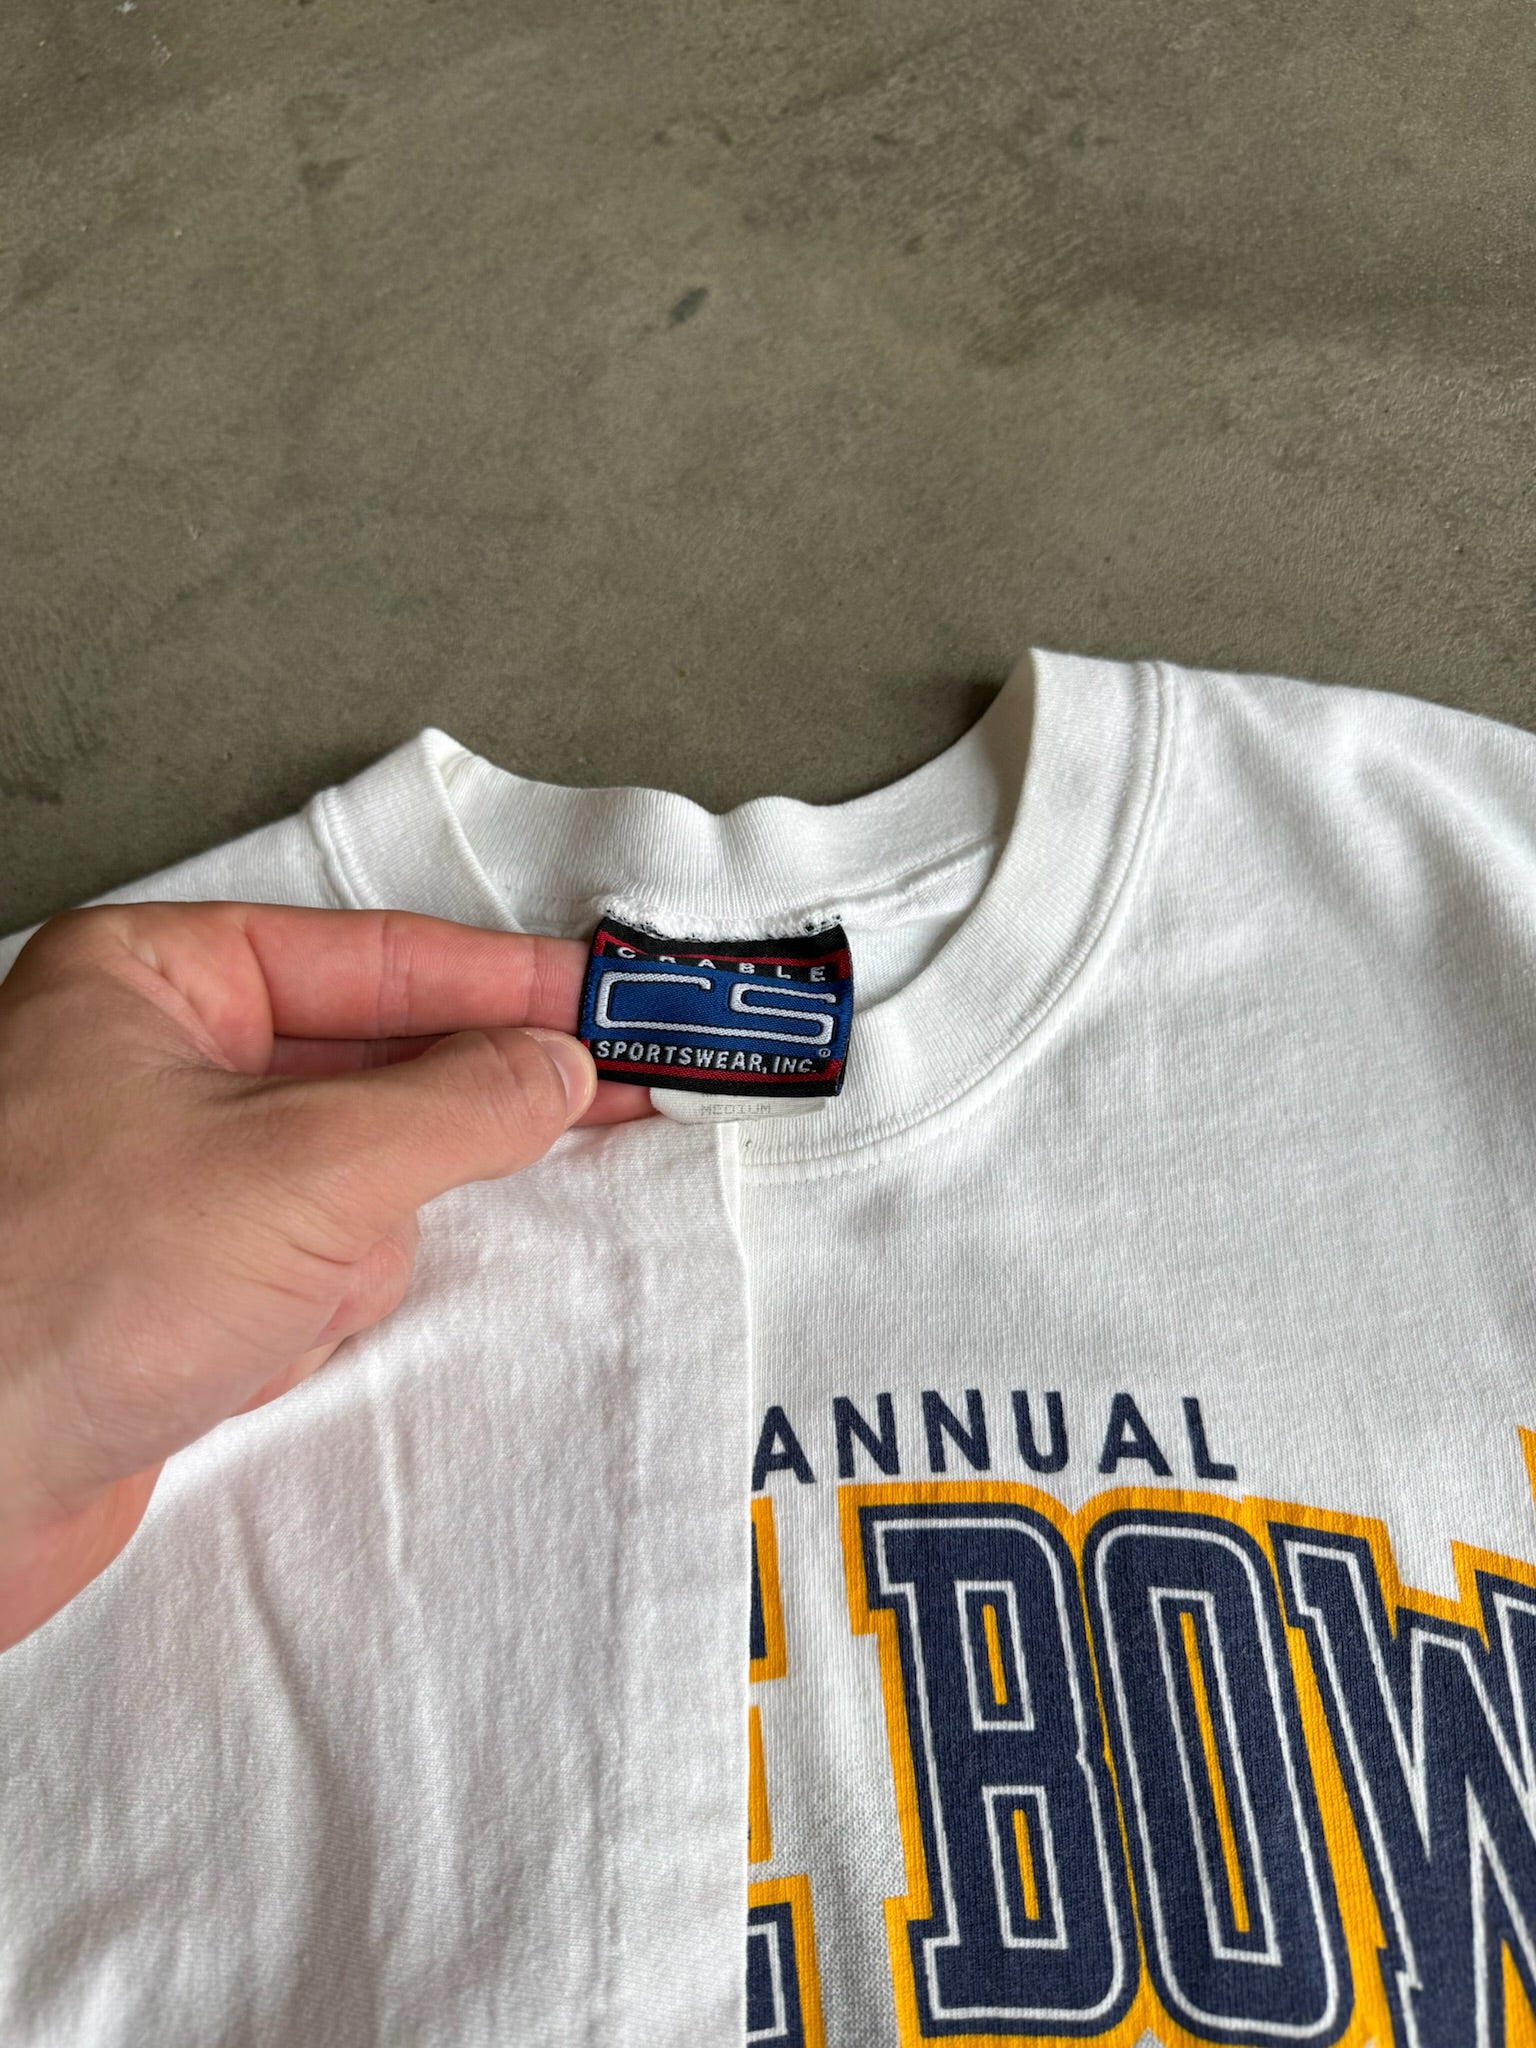 CRABLE
CS
SPORTSWEAR, INC.®
MEDIUM
ANNUAL
BOW